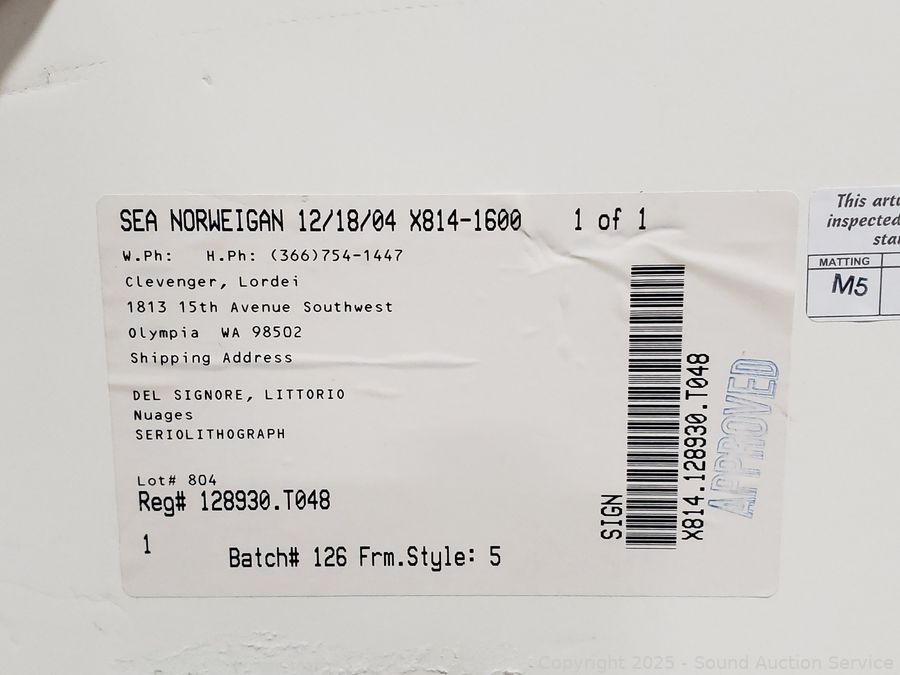 SEA NORWEIGAN 12/18/04 X814-1600 1 of 1
W.Ph: H.Ph: (366)754-1447
Clevenger, Lordei
1813 15th Avenue Southwest
Olympia WA 98502
Shipping Address
DEL SIGNORE, LITTORIO
Nuages
SERIOLITHOGRAPH
Lot# 804
Reg# 128930.T048
1
Batch# 126 Frm.Style: 5
SIGN
X814.128930.T048
APPROVED
This
inspected
MATTING
M5
Copyright 2025 - Sound Auction Service